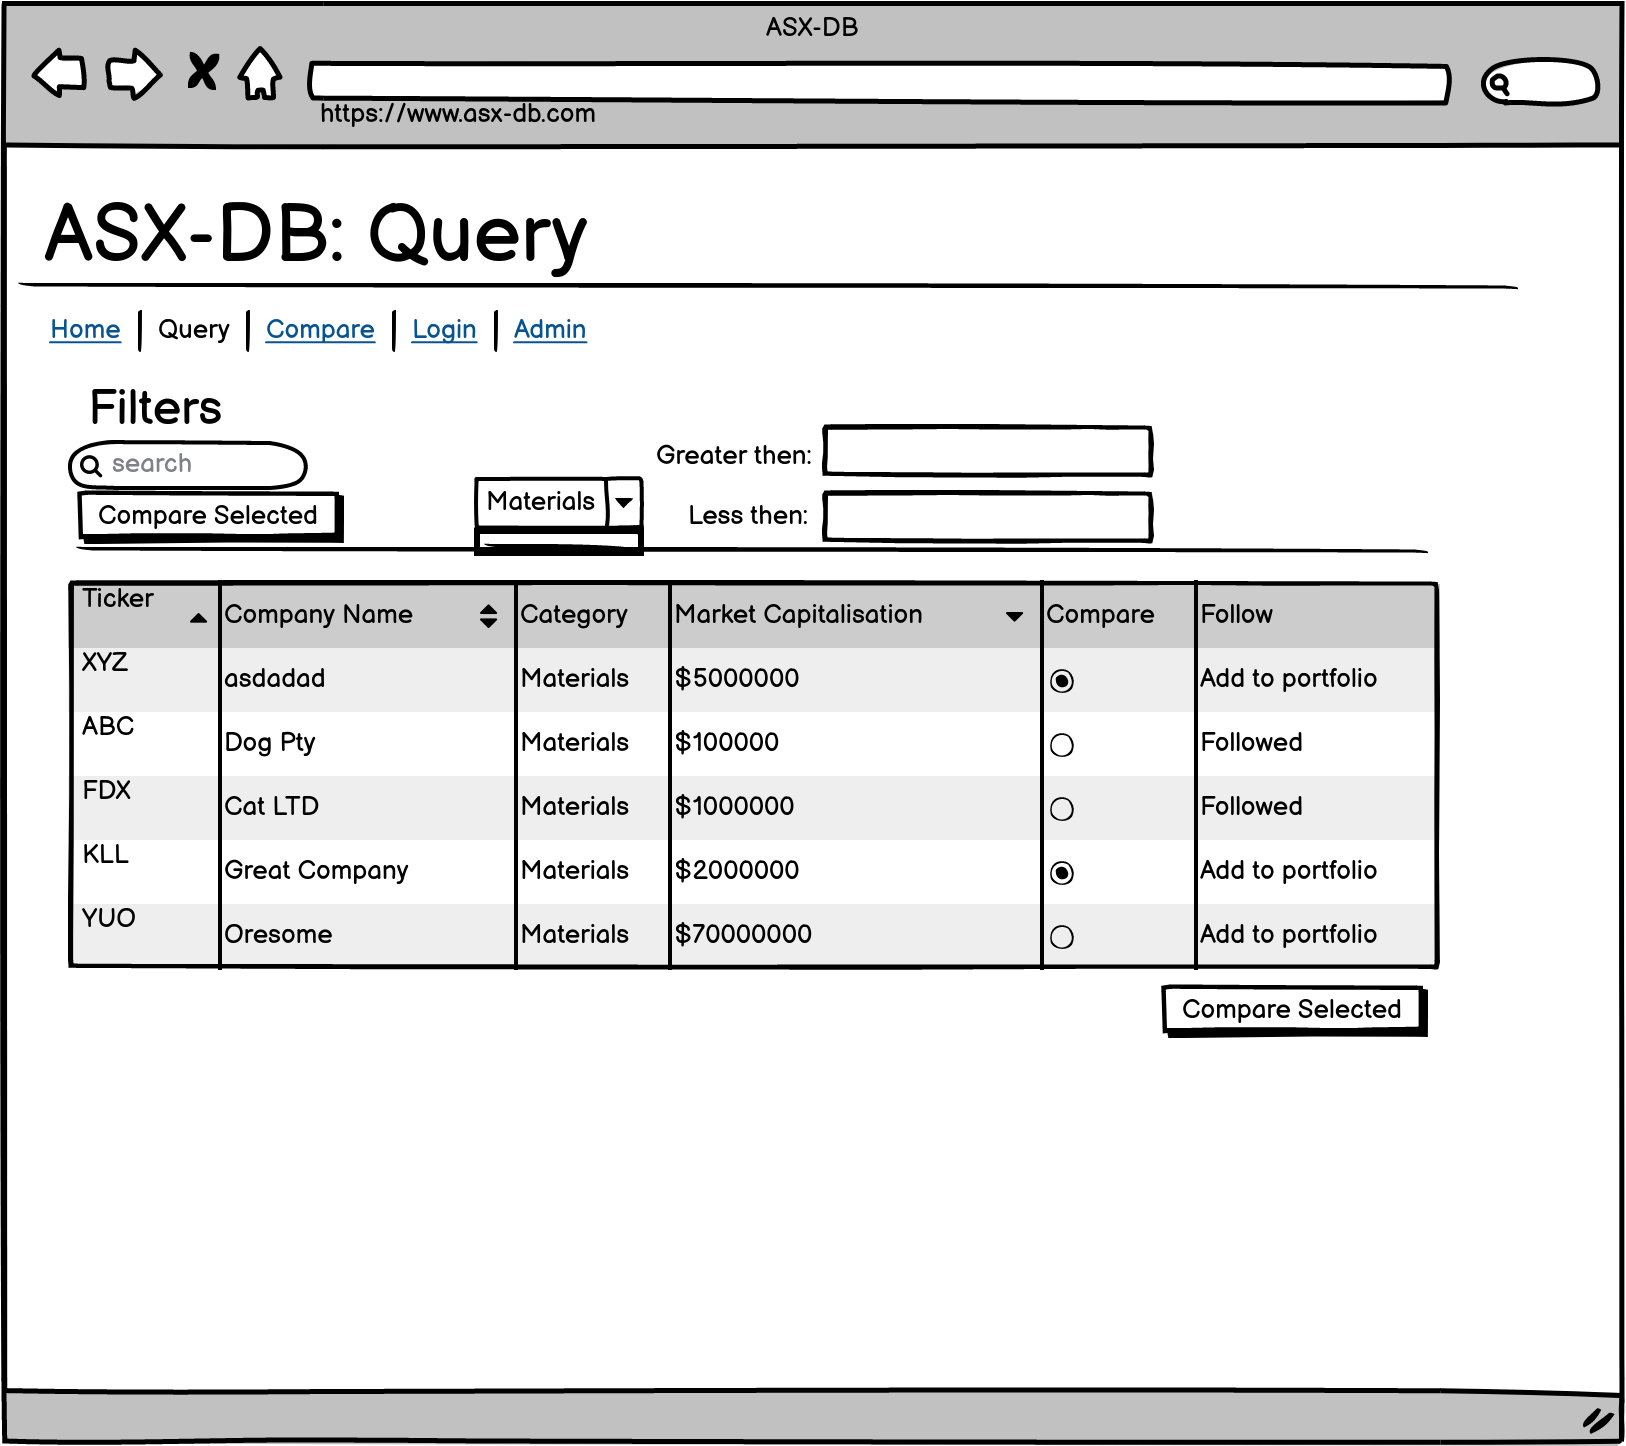 ASX-DB
https://www.asx-db.com
ASX-DB: Query
Home Query Compare Login Admin
Filters
search
Greater then:
Materials
Compare Selected
Less then:
Ticker Company Name Category Market Capitalisation Compare Follow
XYZ asdadad Materials $5000000 Add to portfolio
ABC Dog Pty Materials $100000 Followed
FDX Cat LTD Materials $1000000 Followed
KLL Great Company Materials $2000000 Add to portfolio
YUO Oresome Materials $70000000 Add to portfolio
Compare Selected